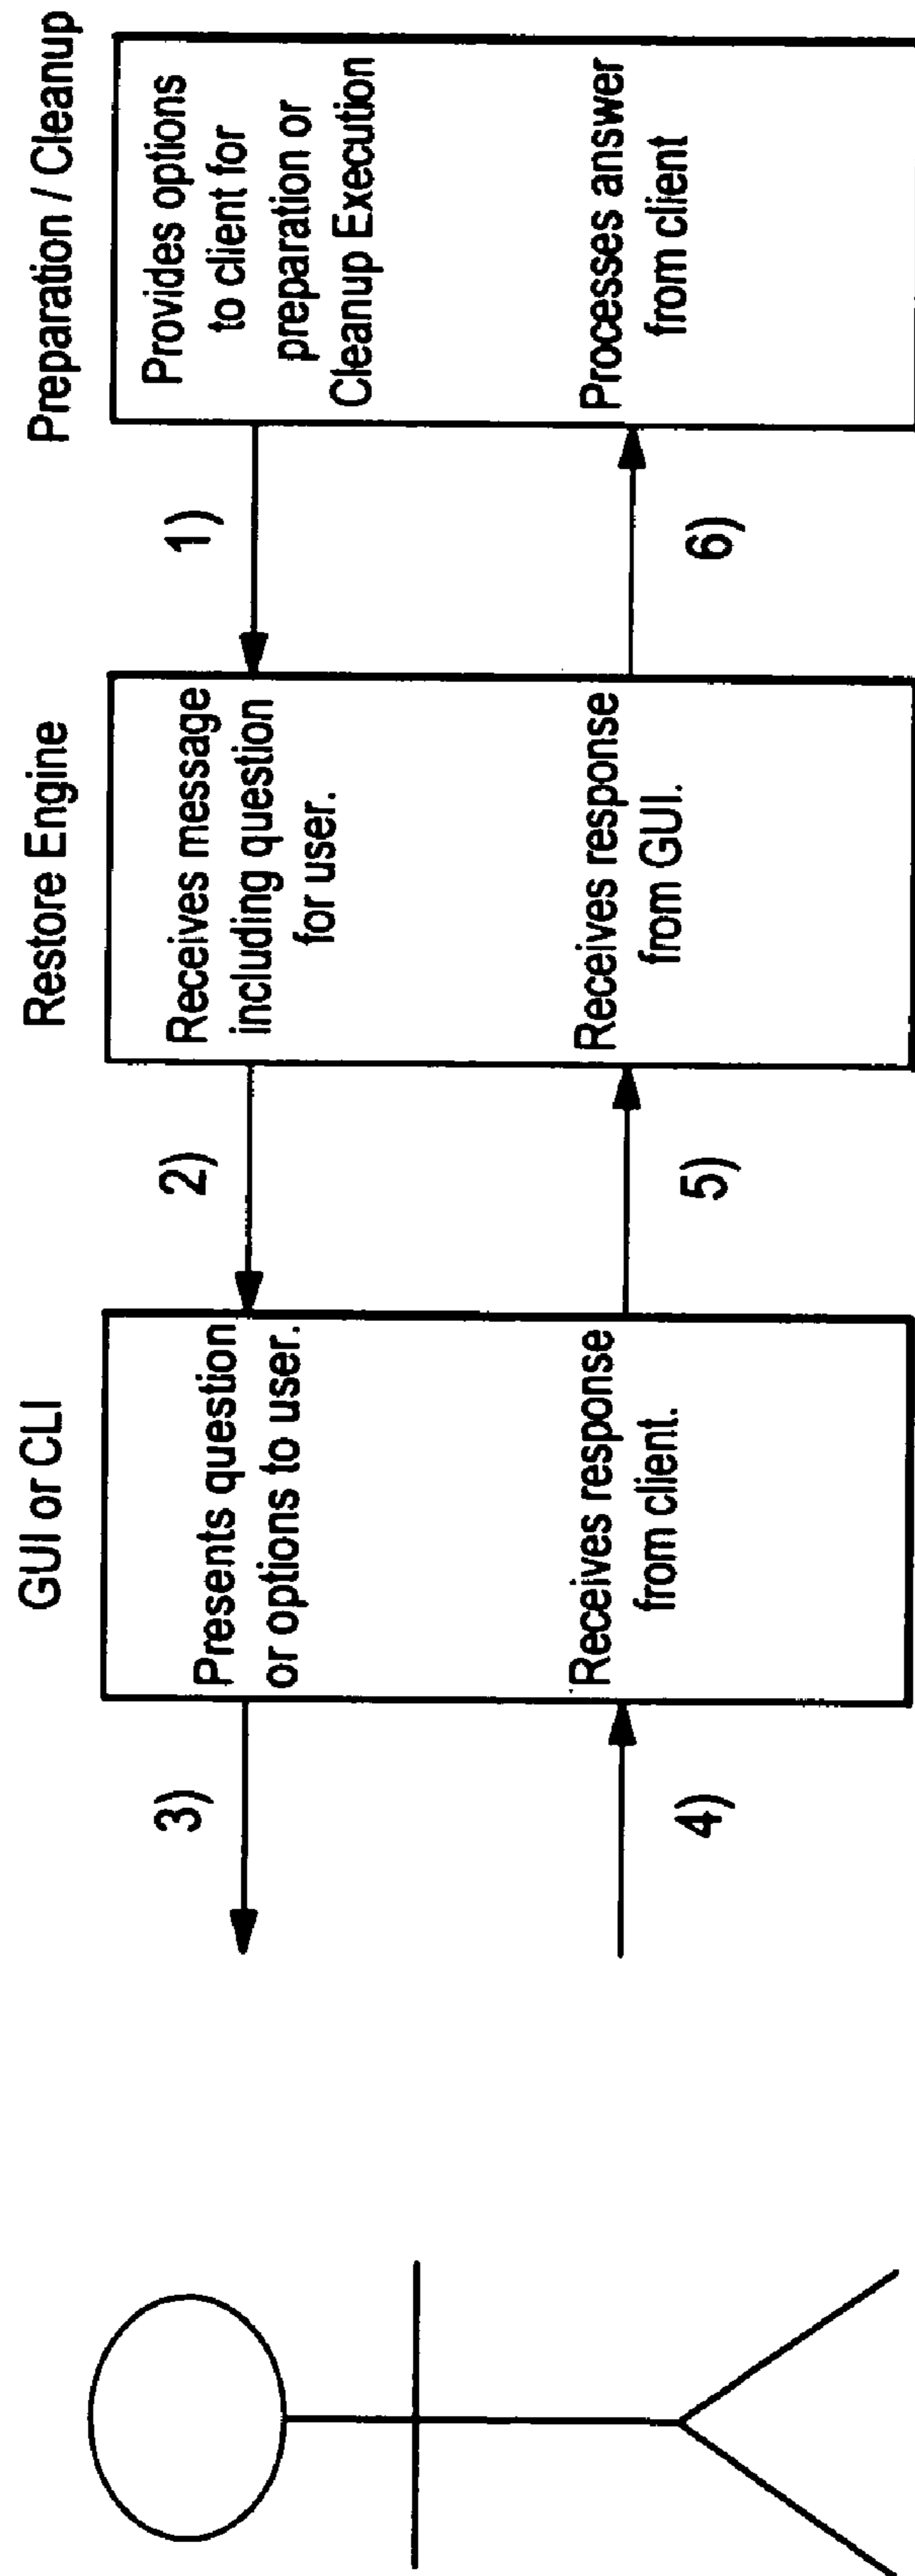 GUI or CLI
Restore Engine
Preparation / Cleanup
3)
Presents question
or options to user.
2)
Receives message
including question
for user.
1)
Provides options
to client for
preparation or
Cleanup Execution
4)
Receives response
from client.
5)
Receives response
from GUI.
6)
Processes answer
from client